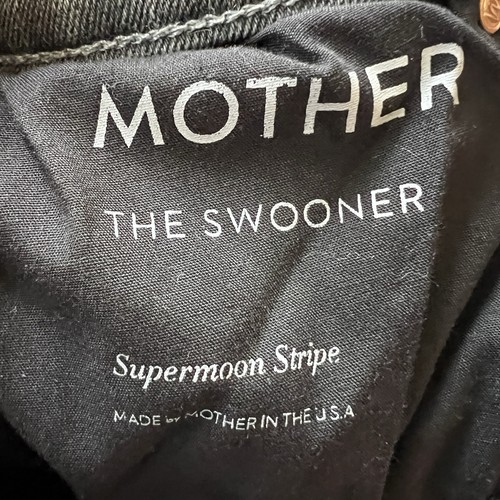 MOTHER
THE SWOONER
Supermoon Stripe
MADE by MOTHER IN THE U.S.A